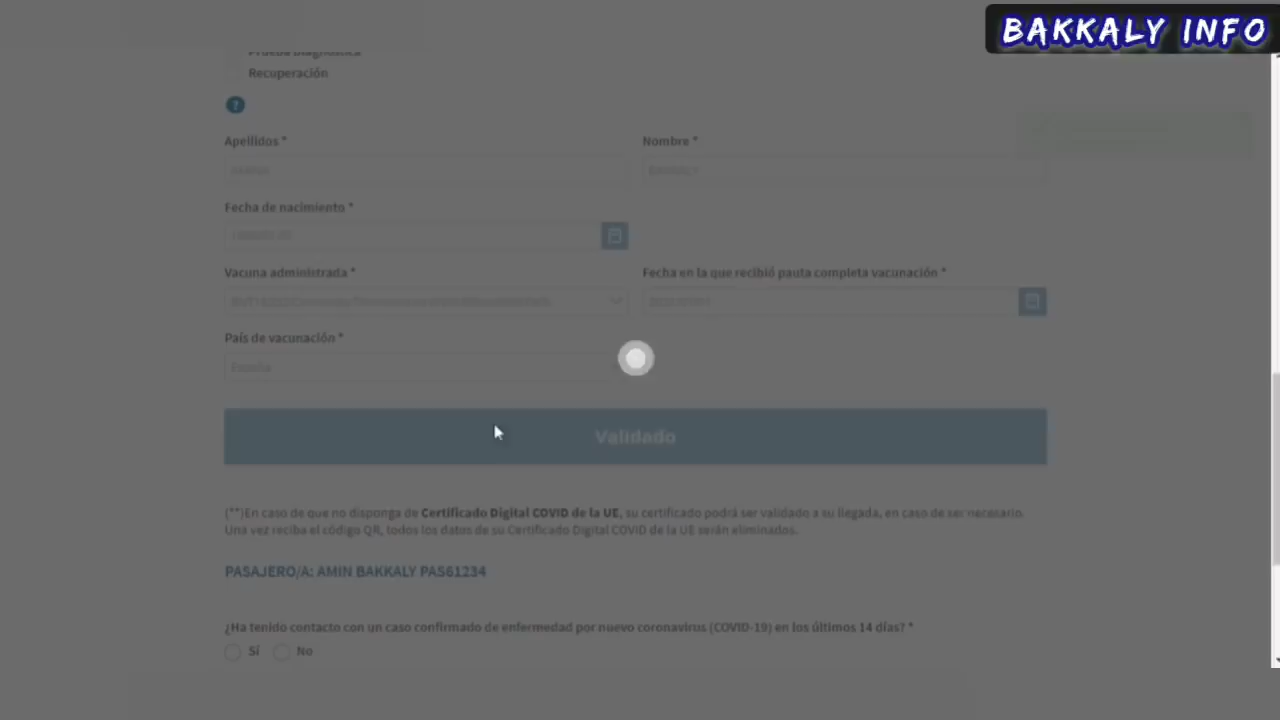 BAKKALY INFO
Prueba Diagnóstica
Recuperación
?
Apellidos * Nombre *
BAKKALY
Fecha de nacimiento *
Vacuna administrada * Fecha en la que recibió pauta completa vacunación *
País de vacunación *
España
Validado
(**)En caso de que no disponga de Certificado Digital COVID de la UE, su certificado podrá ser validado a su llegada, en caso de ser necesario.
Una vez reciba el código QR, todos los datos de su Certificado Digital COVID de la UE serán eliminados.
PASAJERO/A: AMIN BAKKALY PAS61234
¿Ha tenido contacto con un caso confirmado de enfermedad por nuevo coronavirus (COVID-19) en los últimos 14 días? *
Sí No